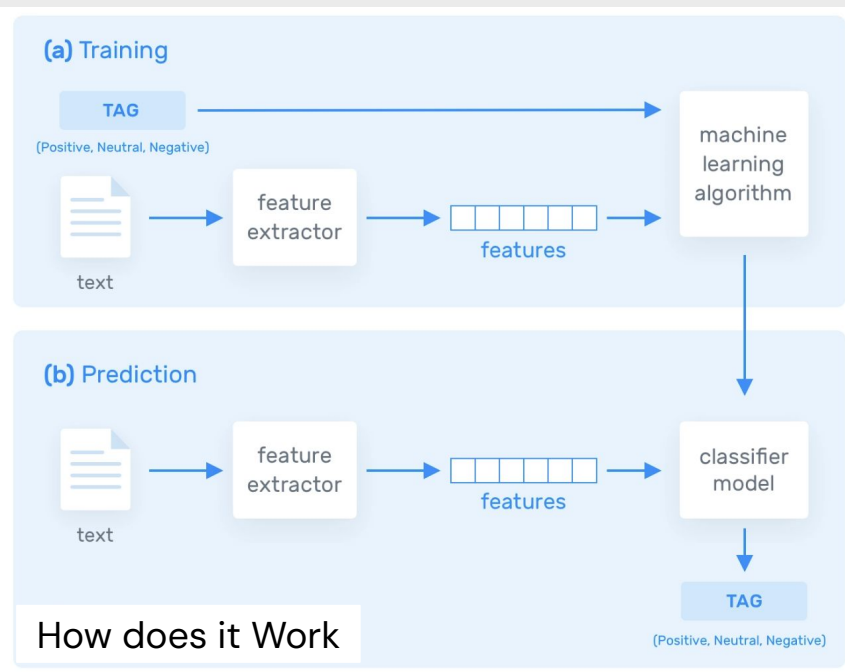 (a) Training
TAG
(Positive, Neutral, Negative)
text
feature
extractor
features
machine
learning
algorithm
(b) Prediction
text
feature
extractor
features
classifier
model
TAG
(Positive, Neutral, Negative)
How does it Work